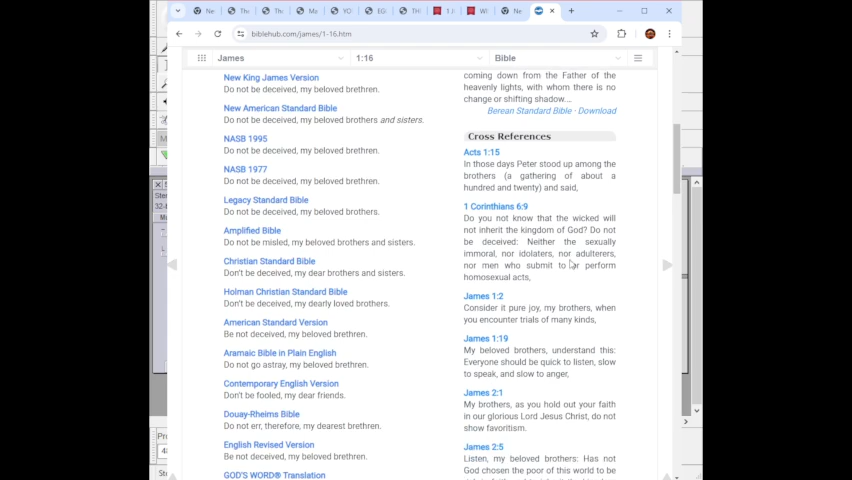 Ne
The
The
Ma
YO
EG
TH
1.
WI
Ne
biblehub.com/james/1-16.htm
James
1:16
Bible
New King James Version
Do not be deceived, my beloved brethren.
New American Standard Bible
Do not be deceived, my beloved brothers and sisters.
NASB 1995
Do not be deceived, my beloved brethren.
NASB 1977
Do not be deceived, my beloved brethren.
Legacy Standard Bible
Do not be deceived, my beloved brothers.
Amplified Bible
Do not be misled, my beloved brothers and sisters.
Christian Standard Bible
Don't be deceived, my dear brothers and sisters.
Holman Christian Standard Bible
Don't be deceived, my dearly loved brothers.
American Standard Version
Be not deceived, my beloved brethren.
Aramaic Bible in Plain English
Do not go astray, my beloved brethren.
Contemporary English Version
Don't be fooled, my dear friends.
Douay-Rheims Bible
Do not err, therefore, my dearest brethren.
English Revised Version
Be not deceived, my beloved brethren.
GOD'S WORD® Translation
coming down from the Father of the
heavenly lights, with whom there is no
change or shifting shadow....
Berean Standard Bible · Download
Cross References
Acts 1:15
In those days Peter stood up among the
brothers (a gathering of about a
hundred and twenty) and said,
1 Corinthians 6:9
Do you not know that the wicked will
not inherit the kingdom of God? Do not
be deceived: Neither the sexually
immoral, nor idolaters, nor adulterers,
nor men who submit to or perform
homosexual acts,
James 1:2
Consider it pure joy, my brothers, when
you encounter trials of many kinds,
James 1:19
My beloved brothers, understand this:
Everyone should be quick to listen, slow
to speak, and slow to anger,
James 2:1
My brothers, as you hold out your faith
in our glorious Lord Jesus Christ, do not
show favoritism.
James 2:5
Listen, my beloved brothers: Has not
God chosen the poor of this world to be